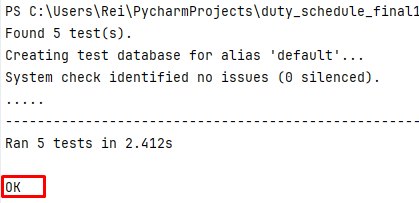 PS C:\Users\Rei\PycharmProjects\duty_schedule_final1
Found 5 test(s).
Creating test database for alias 'default'...
System check identified no issues (0 silenced).
.....
----------------------------------------------------
Ran 5 tests in 2.412s
OK